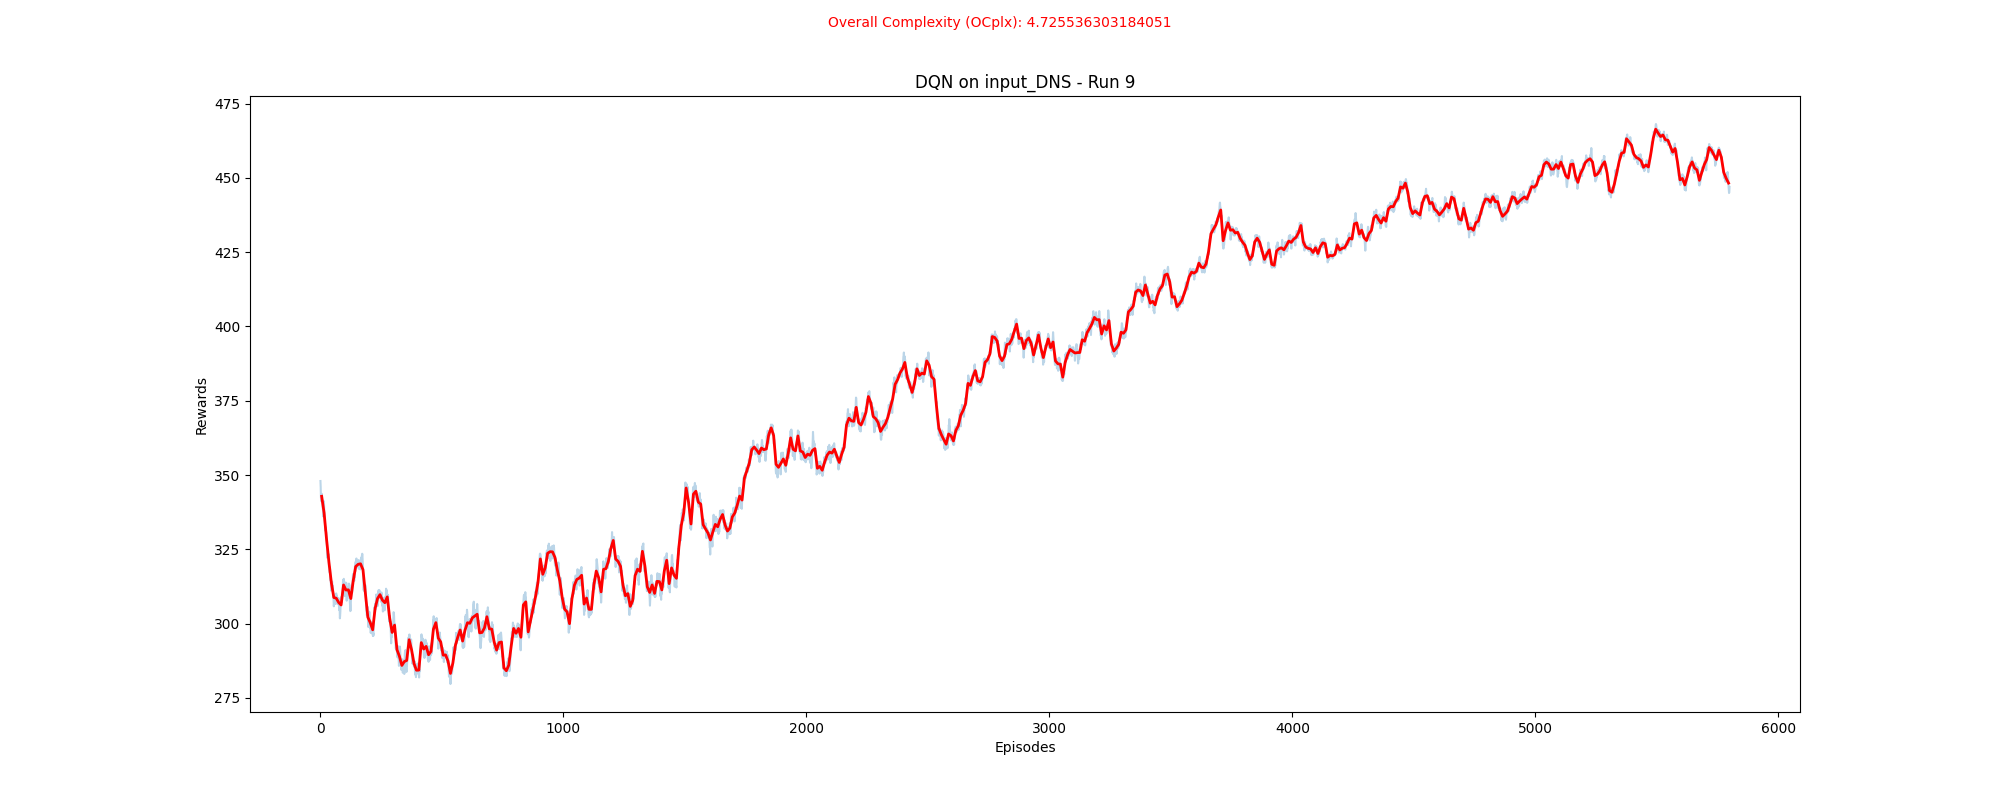 Overall Complexity (OCplx): 4.725536303184051
DQN on input_DNS - Run 9
475
450
425
400
375
350
325
300
275
Rewards
0 1000 2000 3000 4000 5000 6000
Episodes